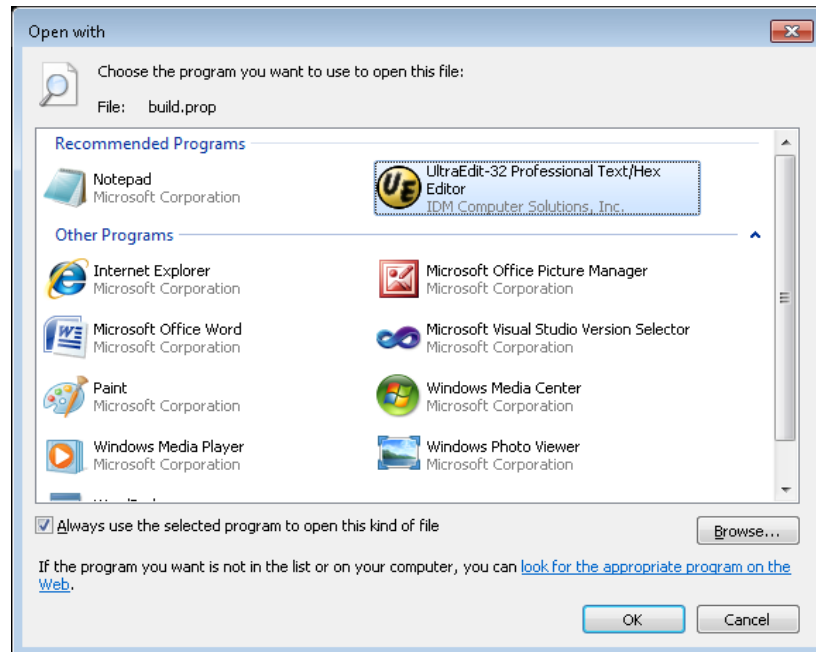 Open with
Choose the program you want to use to open this file:
File: build.prop
Recommended Programs
Notepad
Microsoft Corporation
UltraEdit-32 Professional Text/Hex
Editor
IDM Computer Solutions, Inc.
Other Programs
Internet Explorer
Microsoft Corporation
Microsoft Office Picture Manager
Microsoft Corporation
Microsoft Office Word
Microsoft Corporation
Microsoft Visual Studio Version Selector
Microsoft Corporation
Paint
Microsoft Corporation
Windows Media Center
Microsoft Corporation
Windows Media Player
Microsoft Corporation
Windows Photo Viewer
Microsoft Corporation
Always use the selected program to open this kind of file
Browse...
If the program you want is not in the list or on your computer, you can look for the appropriate program on the
Web.
OK
Cancel